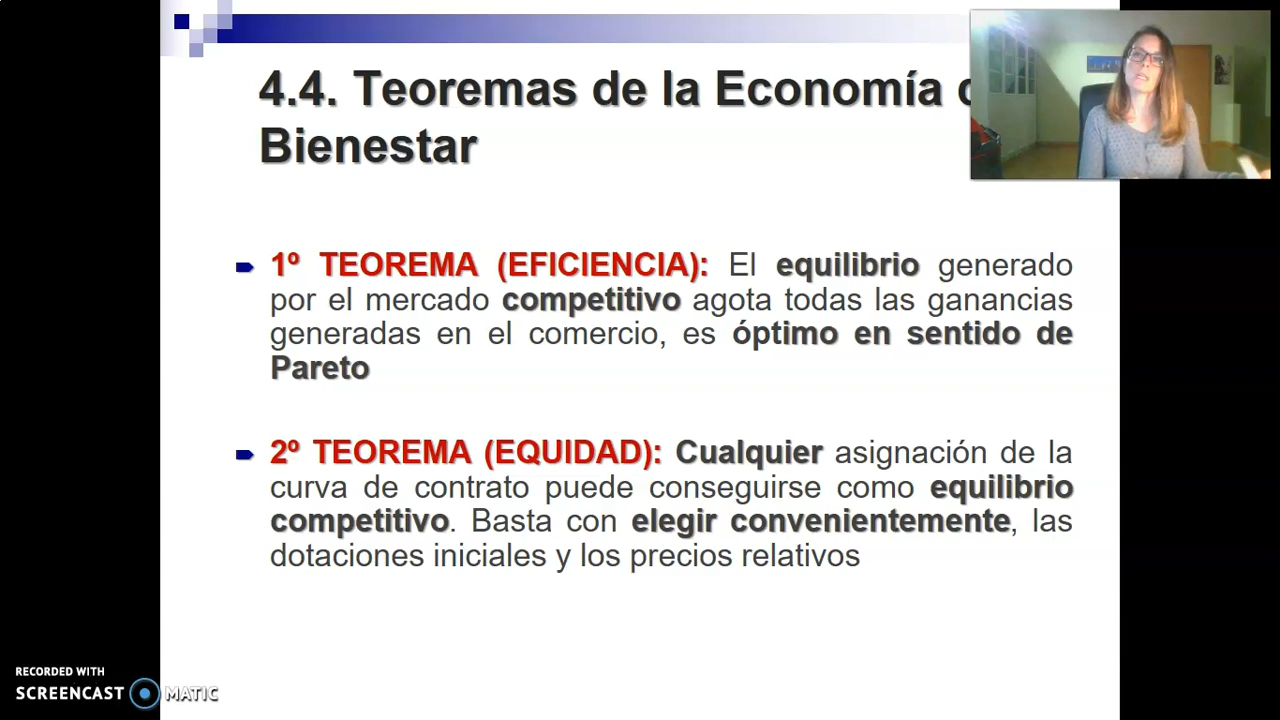 4.4. Teoremas de la Economía
Bienestar
1º TEOREMA (EFICIENCIA): El equilibrio generado
por el mercado competitivo agota todas las ganancias
generadas en el comercio, es óptimo en sentido de
Pareto
2º TEOREMA (EQUIDAD): Cualquier asignación de la
curva de contrato puede conseguirse como equilibrio
competitivo. Basta con elegir convenientemente, las
dotaciones iniciales y los precios relativos
RECORDED WITH
SCREENCAST MATIC